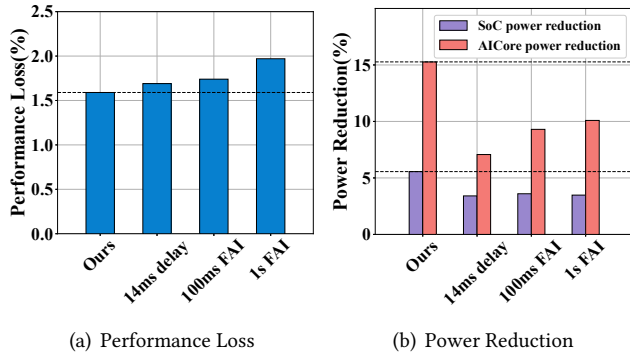 Performance Loss(%)
2.5
2.0
1.5
1.0
0.5
0.0
Ours
14ms delay
100ms FAI
1s FAI
(a) Performance Loss
Power Reduction(%)
15
10
5
0
SoC power reduction
AICore power reduction
Ours
14ms delay
100ms FAI
1s FAI
(b) Power Reduction